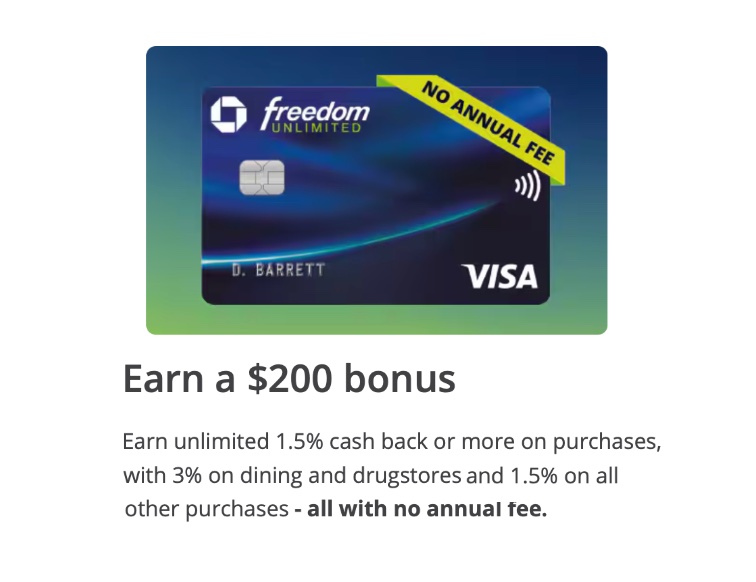 NO ANNUAL FEE
freedom
UNLIMITED
D. BARRETT
VISA
Earn a $200 bonus
Earn unlimited 1.5% cash back or more on purchases,
with 3% on dining and drugstores and 1.5% on all
other purchases - all with no annual fee.